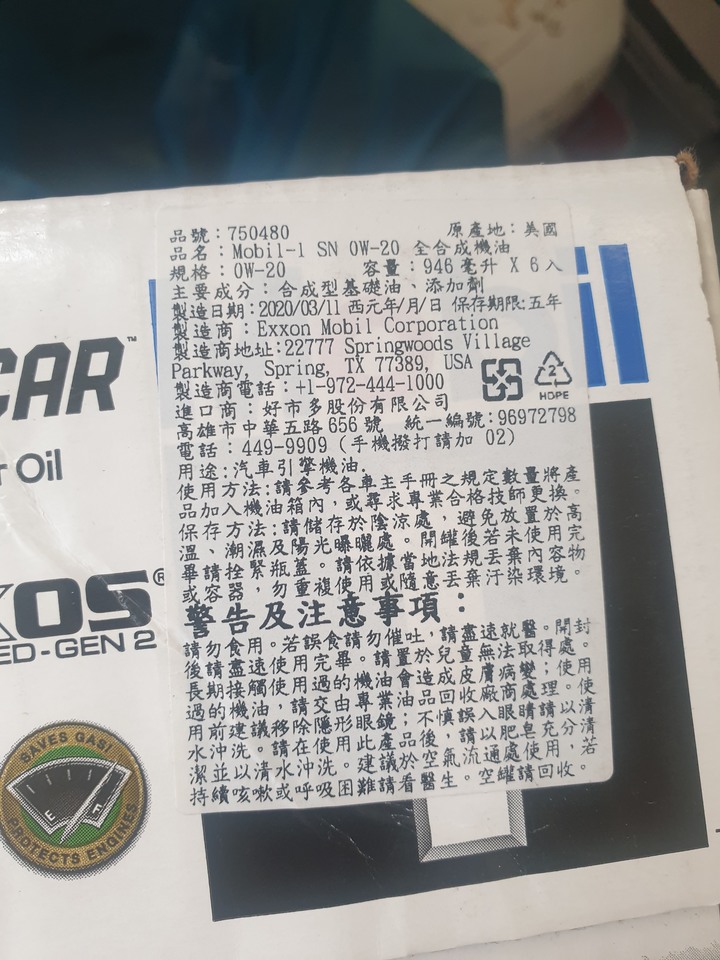 品號：750480 原產地：美國
品名：Mobil-1 SN 0W-20 全合成機油
規格：0W-20 容量：946 毫升 X 6入
主要成分：合成型基礎油、添加劑
製造日期：2020/03/11 西元年/月/日 保存期限：五年
製造商：Exxon Mobil Corporation
製造商地址：22777 Springwoods Village
Parkway, Spring, TX 77389, USA
製造商電話：+1-972-444-1000
進口商：好市多股份有限公司
高雄市中華五路 656 號 統一編號：96972798
電話：449-9909 (手機撥打請加 02)
用途：汽車引擎機油.
使用方法：請參考各車主手冊之規定數量將產
品加入機油箱內，或尋求專業合格技師更換。
保存方法：請儲存於陰涼處，避免放置於高
溫、潮濕及陽光曝曬處。開罐後若未使用完
畢請拴緊瓶蓋。請依據當地法規丟棄內容物
或容器，勿重複使用或隨意丟棄汙染環境。
警告及注意事項：
請勿食用。若誤食請勿催吐，請盡速就醫。開封
後請盡速使用完畢。請置於兒童無法取得處。
長期接觸使用過的機油會造成皮膚病變；使用
過的機油，請交由專業油品回收廠商處理。使
用前建議移除隱形眼鏡；不慎誤入眼睛請以清
水沖洗。請在使用此產品後，請以肥皂充分清
潔並以清水沖洗。建議於空氣流通處使用，若
持續咳嗽或呼吸困難請看醫生。空罐請回收。
2
HDPE
CAR™
r Oil
XOS®
ED-GEN 2
SAVES GAS!
E F
PROTECTS ENGINES
il